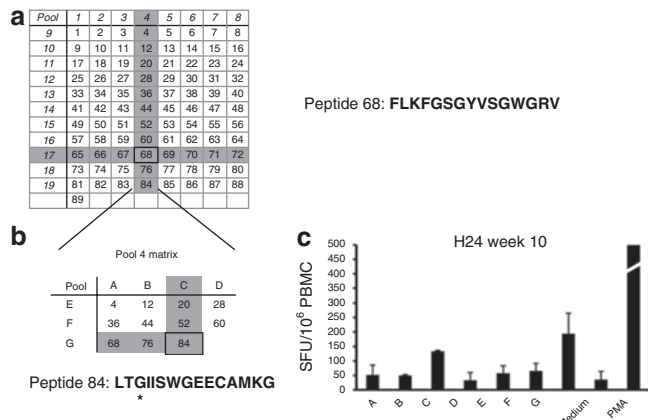 a
Pool 1 2 3 4 5 6 7 8
9 1 2 3 4 5 6 7 8
10 9 10 11 12 13 14 15 16
11 17 18 19 20 21 22 23 24
12 25 26 27 28 29 30 31 32
13 33 34 35 36 37 38 39 40
14 41 42 43 44 45 46 47 48
15 49 50 51 52 53 54 55 56
16 57 58 59 60 61 62 63 64
17 65 66 67 68 69 70 71 72
18 73 74 75 76 77 78 79 80
19 81 82 83 84 85 86 87 88
89
Peptide 68: FLKFGSGYVSGWGRV
b
Pool 4 matrix
Pool A B C D
E 4 12 20 28
F 36 44 52 60
G 68 76 84
Peptide 84: LTGIISWGEECAMKG
*
c
H24 week 10
SFU/10⁶ PBMC
500
450
400
350
300
250
200
150
100
50
0
A B C D E F G Medium PMA